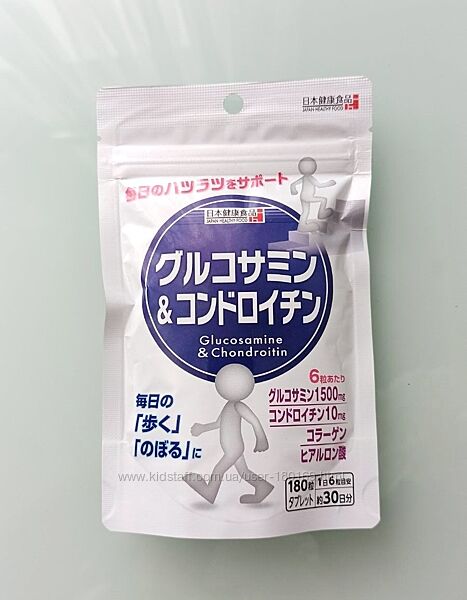 日本健康食品
JAPAN HEALTHY FOOD
毎日のハツラツをサポート
日本健康食品
JAPAN HEALTHY FOOD
グルコサミン
&コンドロイチン
Glucosamine
& Chondroitin
毎日の
「歩く」
「のぼる」に
6粒あたり
グルコサミン1500mg
コンドロイチン10mg
コラーゲン
ヒアルロン酸
180粒
タブレット
1日6粒目安
約30日分